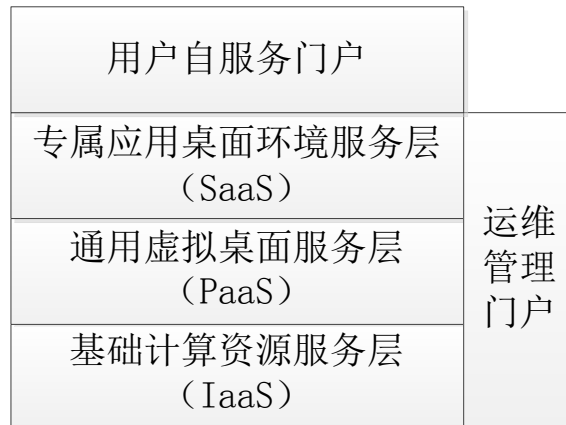 用户自服务门户
专属应用桌面环境服务层
（SaaS）
通用虚拟桌面服务层
（PaaS）
基础计算资源服务层
（IaaS）
运维
管理
门户